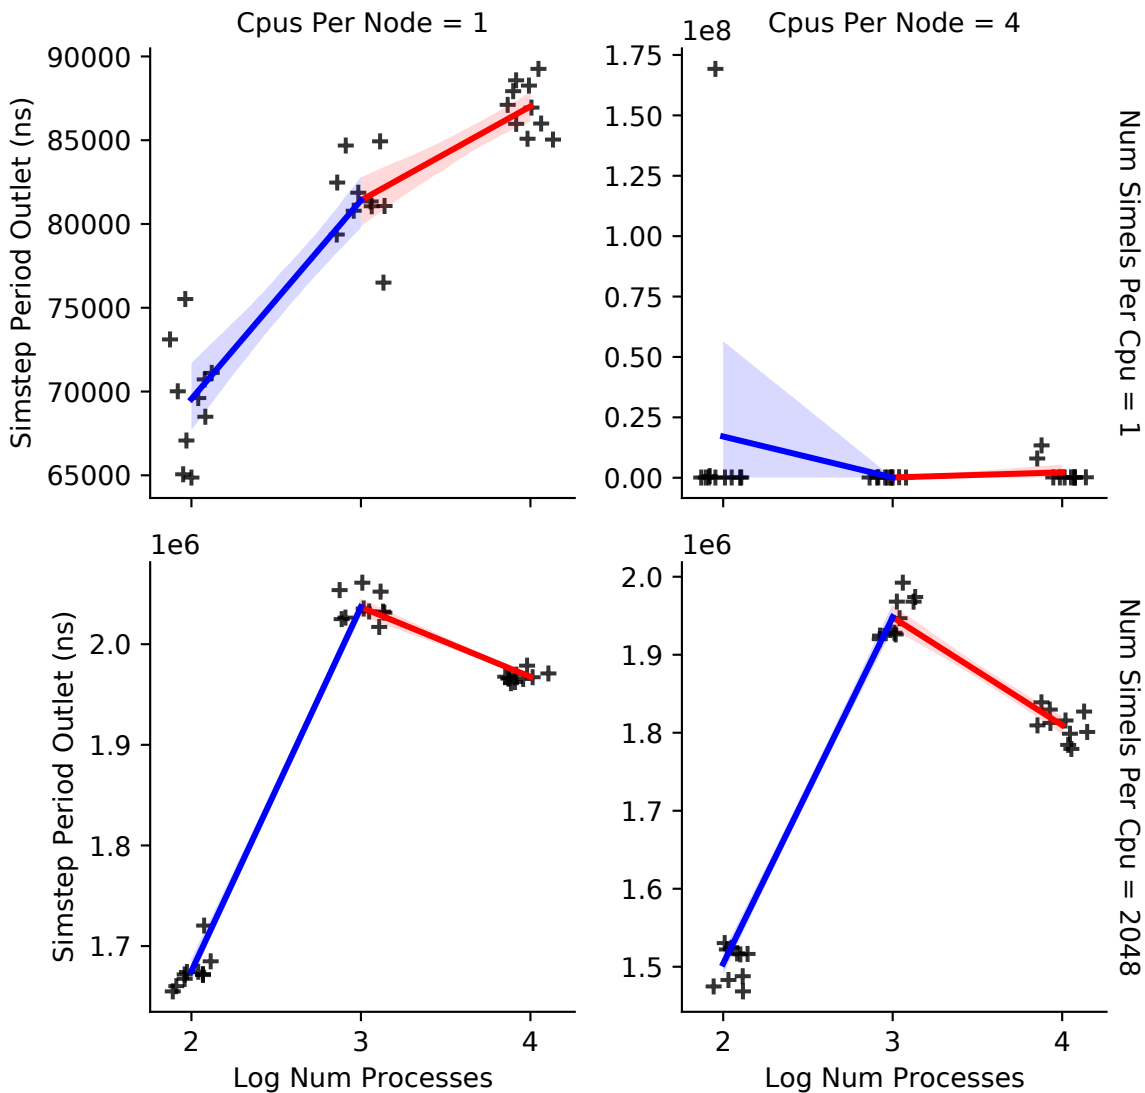 Cpus Per Node = 1
Cpus Per Node = 4
1e8
Simstep Period Outlet (ns)
90000
85000
80000
75000
70000
65000
1.75
1.50
1.25
1.00
0.75
0.50
0.25
0.00
Num Simels Per Cpu = 1
1e6
Simstep Period Outlet (ns)
2.0
1.9
1.8
1.7
2
3
4
Log Num Processes
1e6
2.0
1.9
1.8
1.7
1.6
1.5
2
3
4
Log Num Processes
Num Simels Per Cpu = 2048